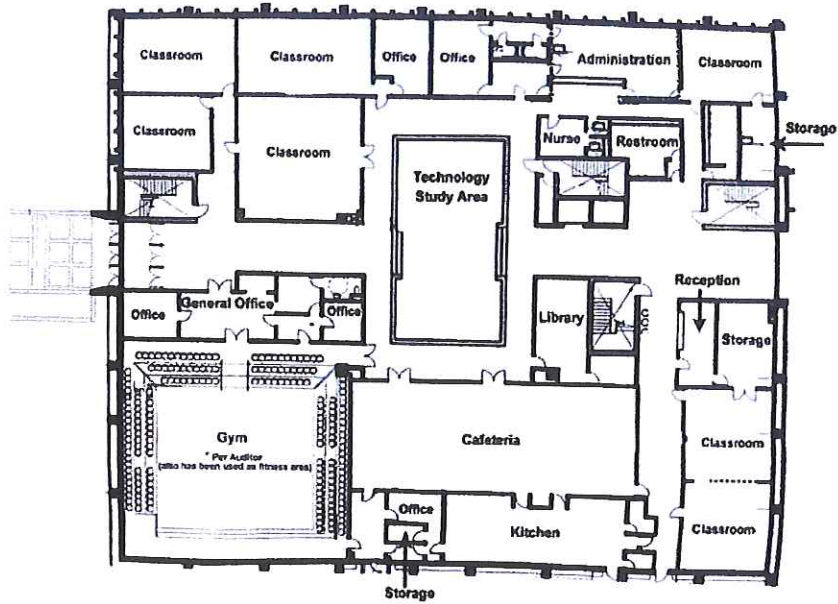 Classroom
Classroom
Office
Office
Administration
Classroom
Classroom
Classroom
Technology
Study Area
Nurse
Restroom
Storage
Reception
General Office
Office
Office
Library
Storage
Gym
* Per Auditor
(also has been used as fitness area)
Cafeteria
Classroom
Office
Kitchen
Classroom
Storage